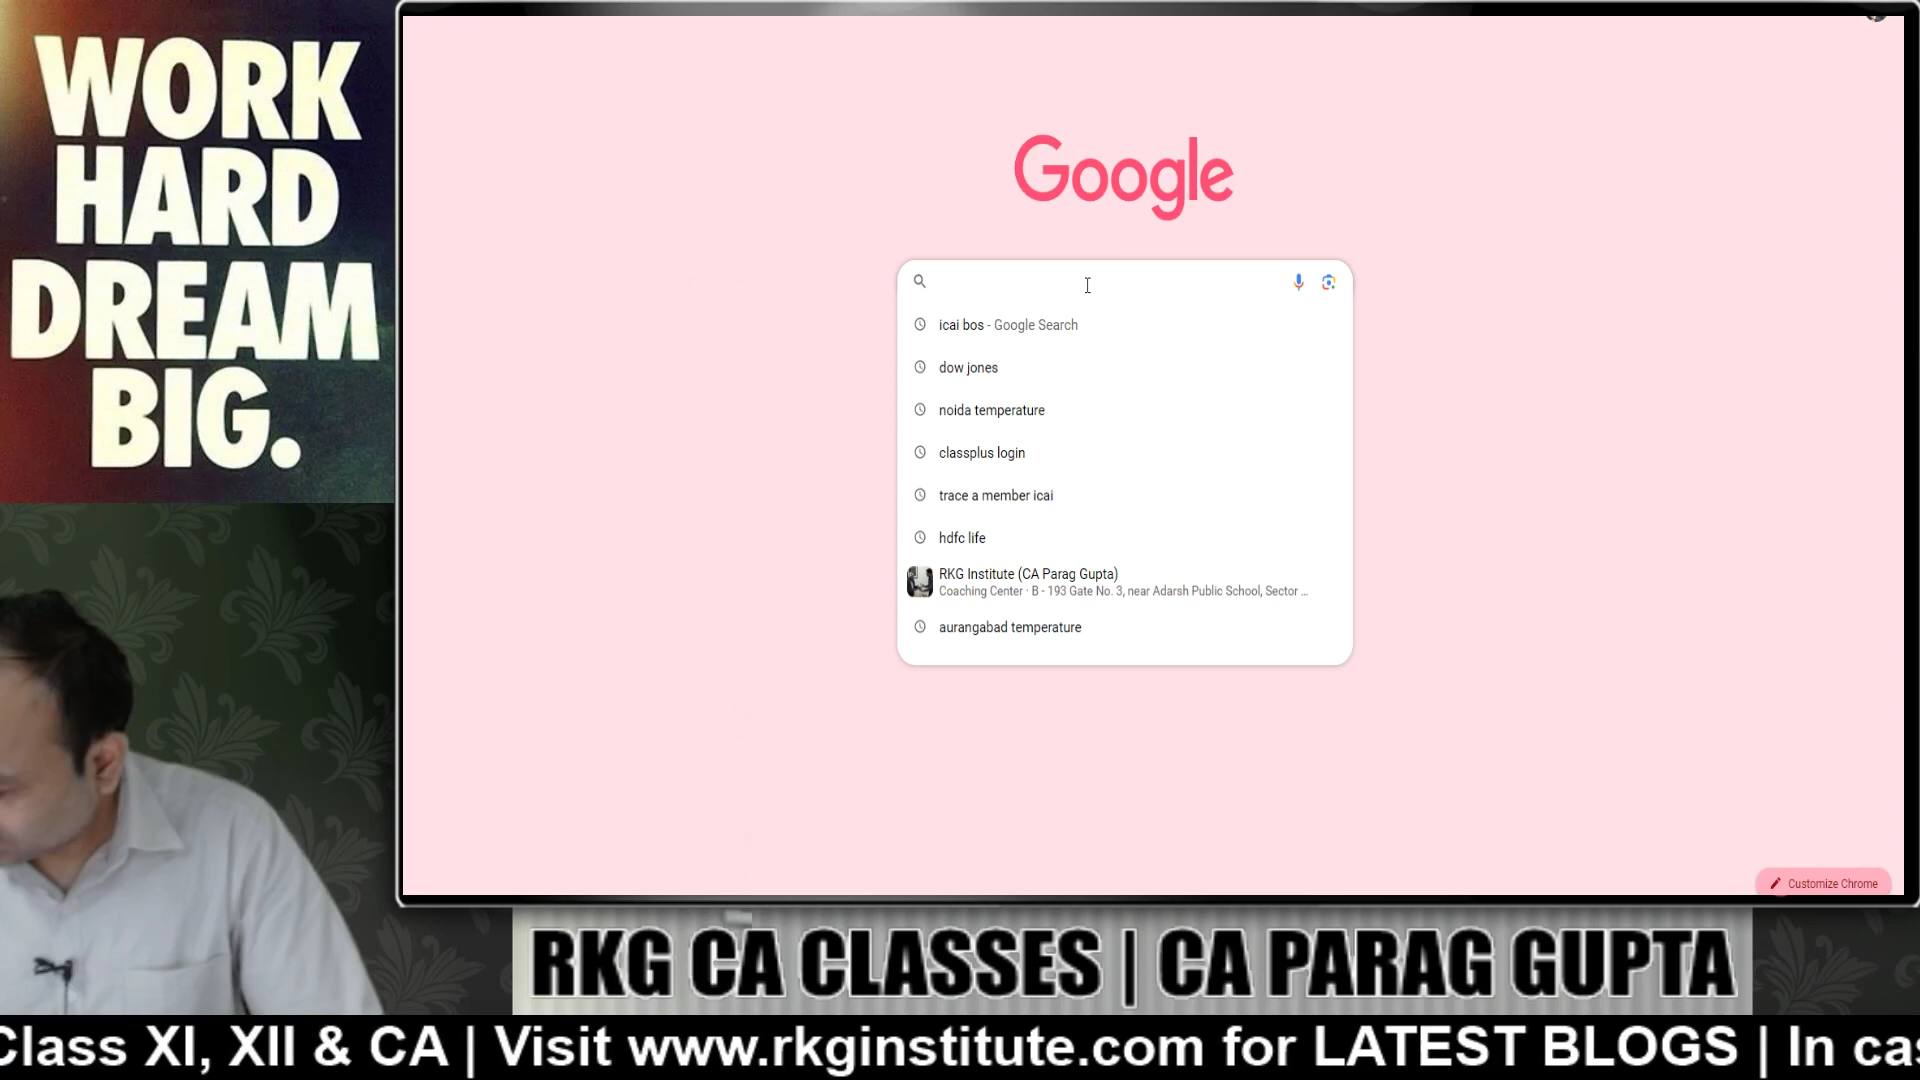 WORK
HARD
DREAM
BIG.
Google
icai bos - Google Search
dow jones
noida temperature
classplus login
trace a member icai
hdfc life
RKG Institute (CA Parag Gupta)
Coaching Center · B - 193 Gate No. 3, near Adarsh Public School, Sector ...
aurangabad temperature
Customize Chrome
RKG CA CLASSES | CA PARAG GUPTA
Class XI, XII & CA | Visit www.rkginstitute.com for LATEST BLOGS | In cas